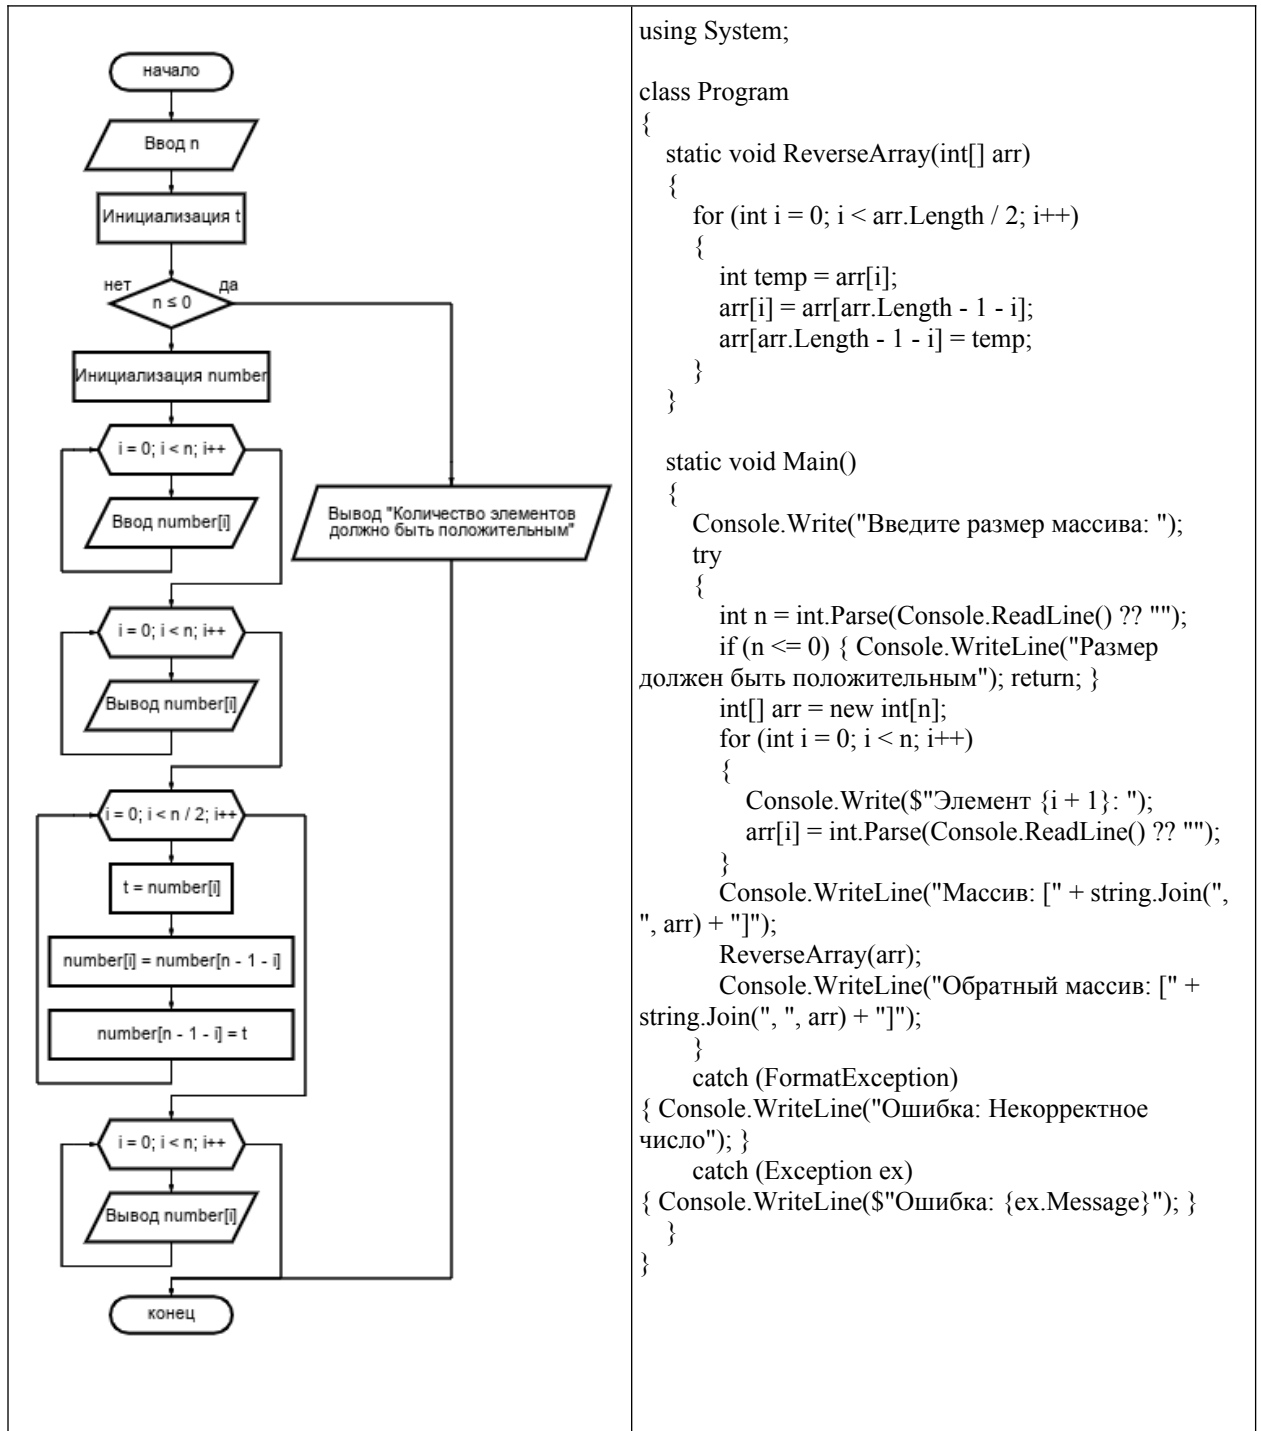 начало
Ввод n
Инициализация t
нет
да
n ≤ 0
Инициализация number
i = 0; i < n; i++
Ввод number[i]
Вывод "Количество элементов
должно быть положительным"
i = 0; i < n; i++
Вывод number[i]
i = 0; i < n / 2; i++
t = number[i]
number[i] = number[n - 1 - i]
number[n - 1 - i] = t
i = 0; i < n; i++
Вывод number[i]
конец
using System;
class Program
{
static void ReverseArray(int[] arr)
{
for (int i = 0; i < arr.Length / 2; i++)
{
int temp = arr[i];
arr[i] = arr[arr.Length - 1 - i];
arr[arr.Length - 1 - i] = temp;
}
}
static void Main()
{
Console.Write("Введите размер массива: ");
try
{
int n = int.Parse(Console.ReadLine() ?? "");
if (n <= 0) { Console.WriteLine("Размер
должен быть положительным"); return; }
int[] arr = new int[n];
for (int i = 0; i < n; i++)
{
Console.Write($"Элемент {i + 1}: ");
arr[i] = int.Parse(Console.ReadLine() ?? "");
}
Console.WriteLine("Массив: [" + string.Join(",
", arr) + "]");
ReverseArray(arr);
Console.WriteLine("Обратный массив: [" +
string.Join(", ", arr) + "]");
}
catch (FormatException)
{ Console.WriteLine("Ошибка: Некорректное
число"); }
catch (Exception ex)
{ Console.WriteLine($"Ошибка: {ex.Message}"); }
}
}